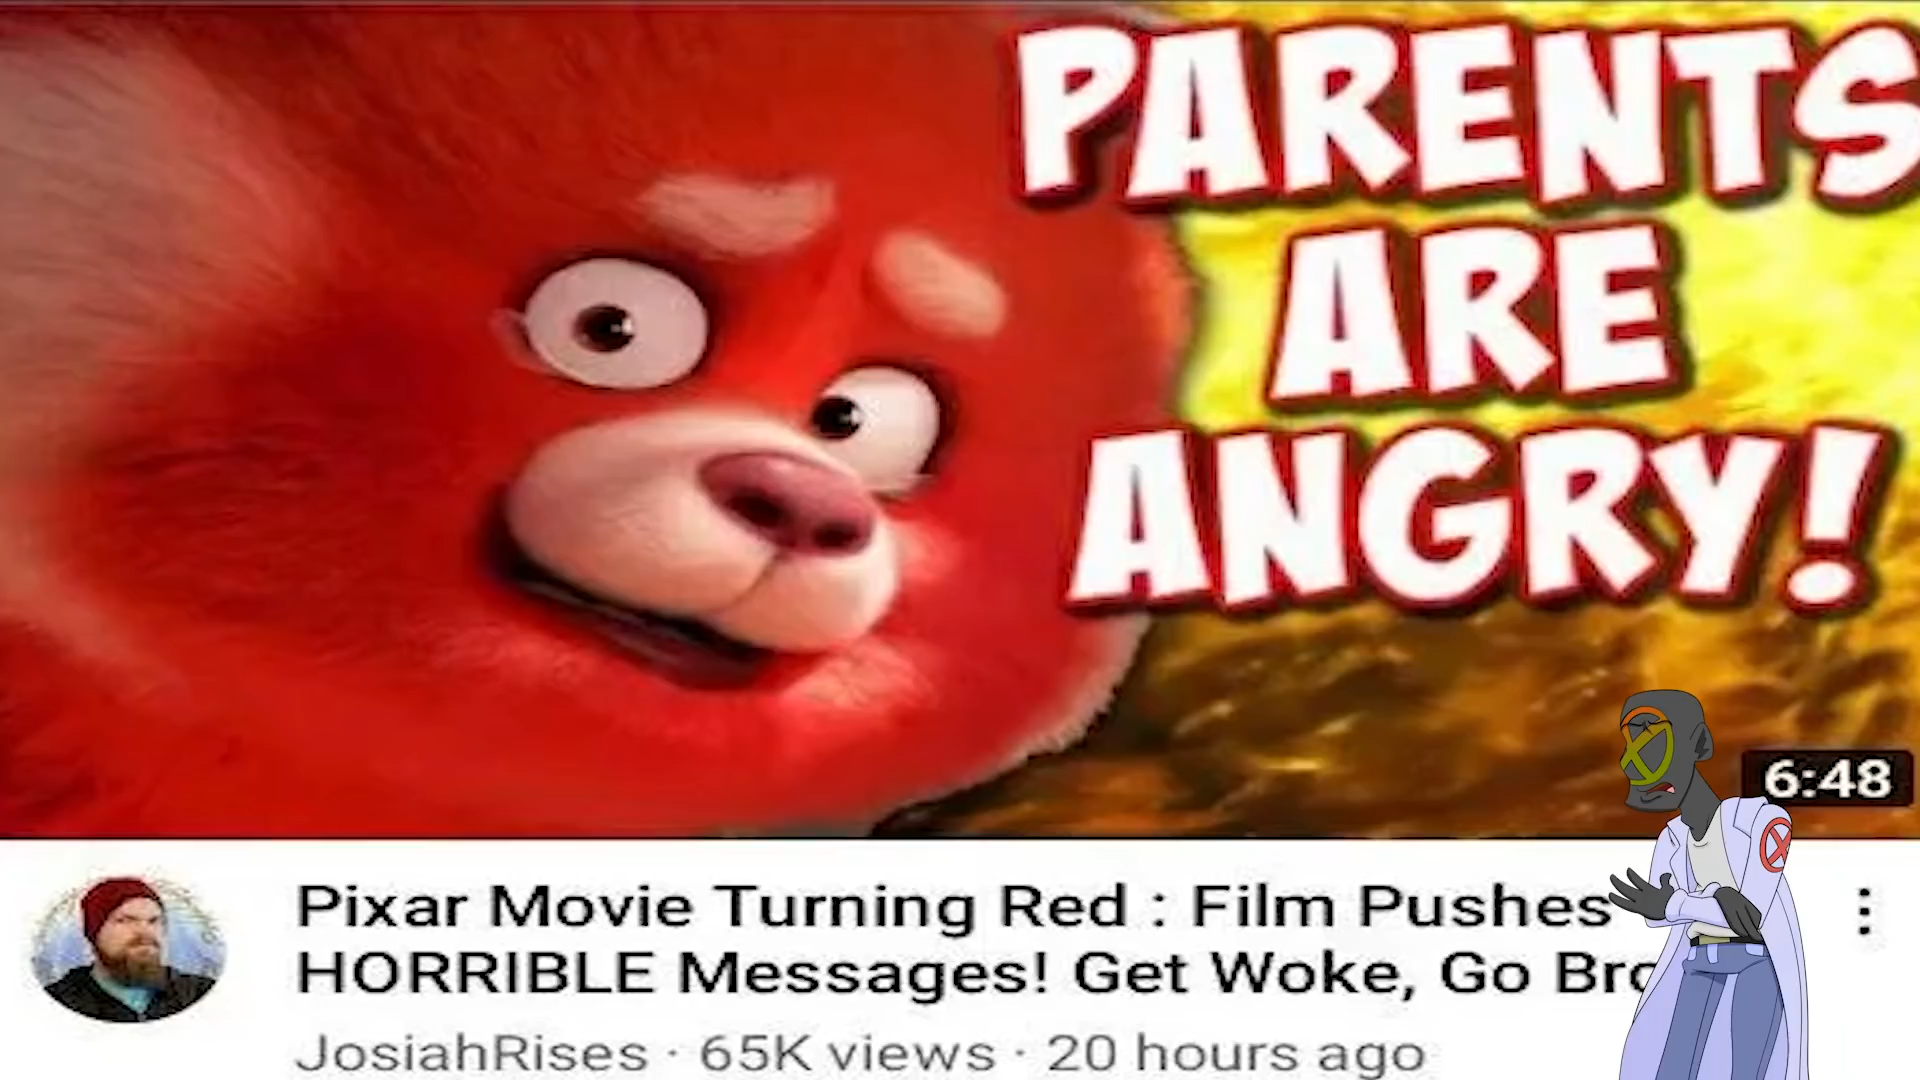 PARENTS
ARE
ANGRY!
6:48
Pixar Movie Turning Red : Film Pushes
HORRIBLE Messages! Get Woke, Go Bro
JosiahRises · 65K views · 20 hours ago